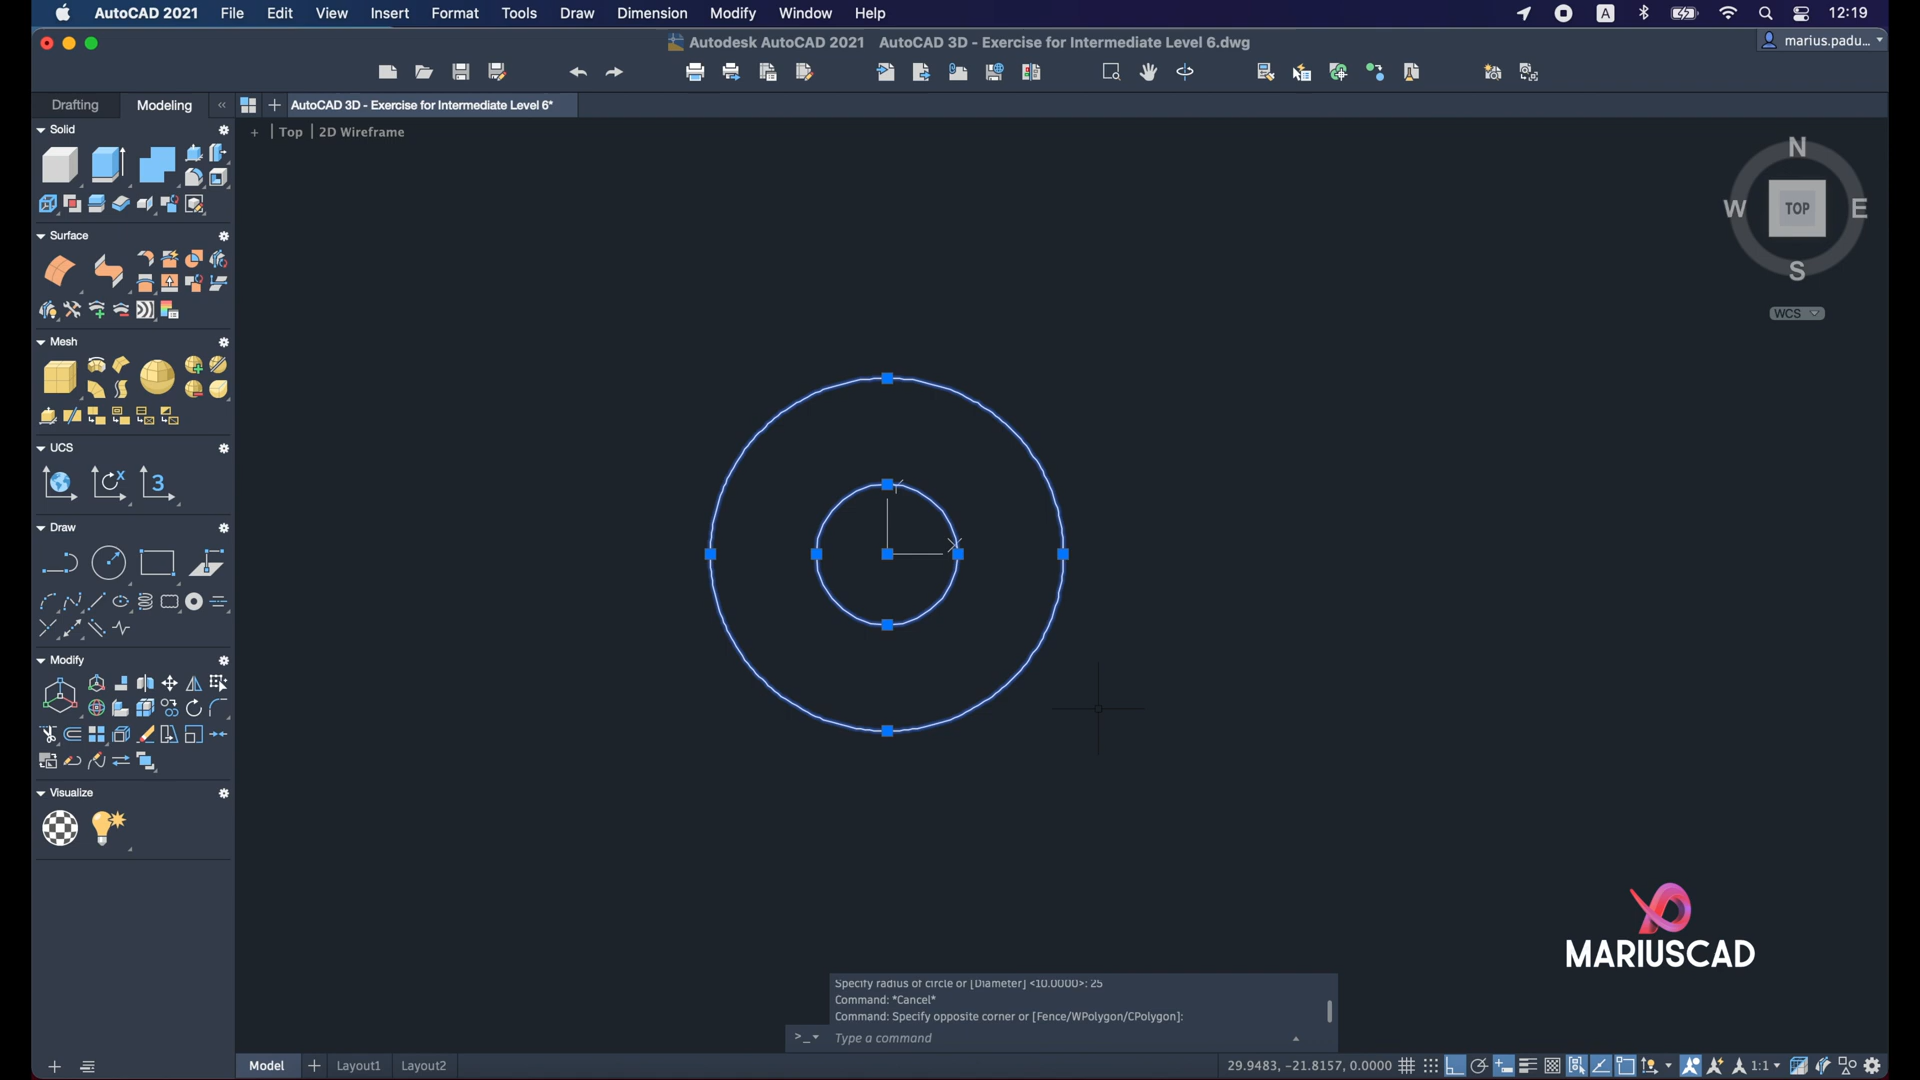 AutoCAD 2021 File Edit View Insert Format Tools Draw Dimension Modify Window Help A 12:19
Autodesk AutoCAD 2021 AutoCAD 3D - Exercise for Intermediate Level 6.dwg marius.padu...
Drafting Modeling « AutoCAD 3D - Exercise for Intermediate Level 6*
+ | Top | 2D Wireframe
Solid
Surface
Mesh
UCS
X 3
Draw
Modify
Visualize
N
W TOP E
S
WCS
MARIUSCAD
Specify radius of circle or [Diameter] <10.0000>: 25
Command: *Cancel*
Command: Specify opposite corner or [Fence/WPolygon/CPolygon]:
>_ Type a command
Model Layout1 Layout2 29.9483, -21.8157, 0.0000 1:1